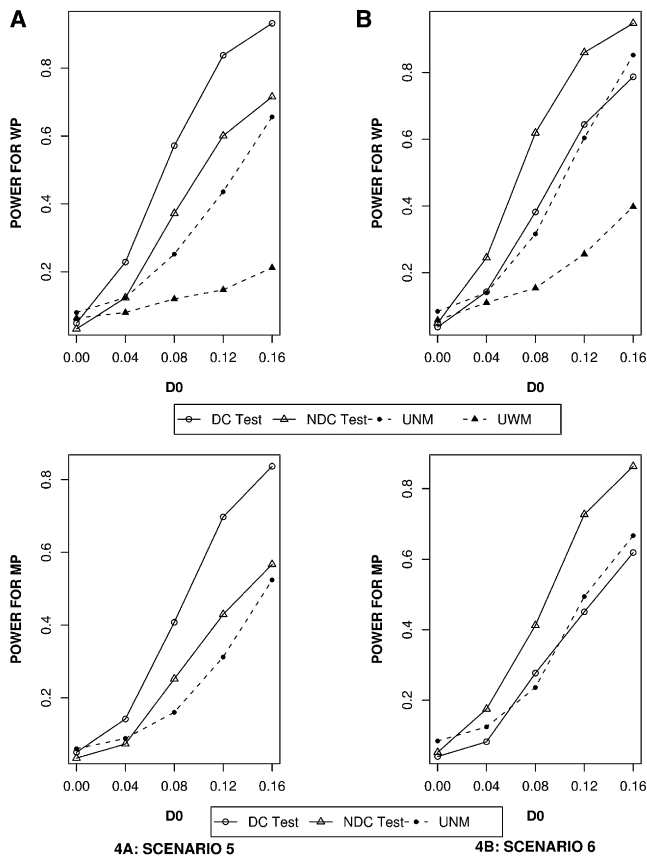 A
POWER FOR WP
0.8
0.6
0.4
0.2
0.00 0.04 0.08 0.12 0.16
D0
B
POWER FOR WP
0.8
0.6
0.4
0.2
0.00 0.04 0.08 0.12 0.16
D0
DC Test NDC Test UNM UWM
POWER FOR MP
0.8
0.6
0.4
0.2
0.00 0.04 0.08 0.12 0.16
D0
POWER FOR MP
0.8
0.6
0.4
0.2
0.00 0.04 0.08 0.12 0.16
D0
DC Test NDC Test UNM
4A: SCENARIO 5
4B: SCENARIO 6